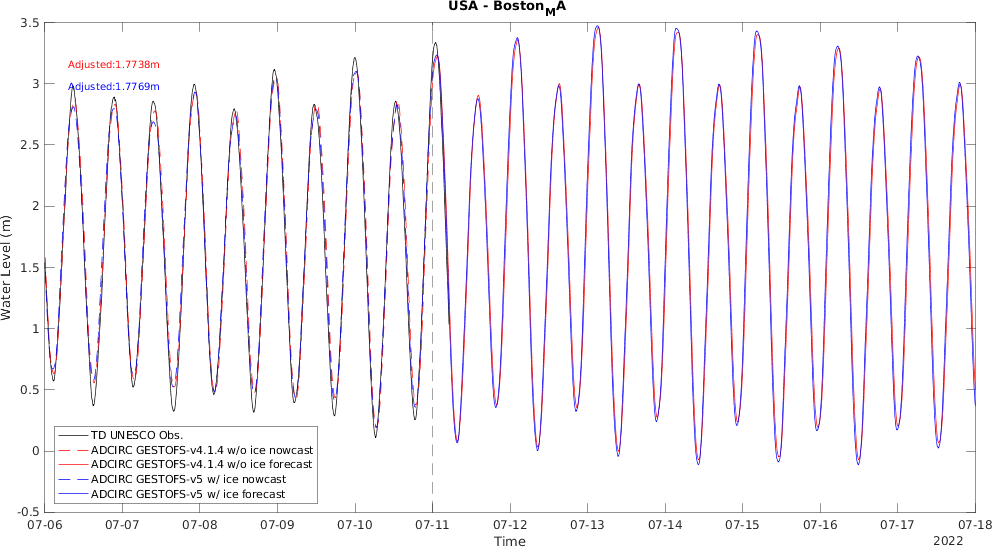 USA - Boston_MA
Adjusted:1.7738m
Adjusted:1.7769m
Water Level (m)
3.5
3
2.5
2
1.5
1
0.5
0
-0.5
TD UNESCO Obs.
ADCIRC GESTOFS-v4.1.4 w/o ice nowcast
ADCIRC GESTOFS-v4.1.4 w/o ice forecast
ADCIRC GESTOFS-v5 w/ ice nowcast
ADCIRC GESTOFS-v5 w/ ice forecast
07-06 07-07 07-08 07-09 07-10 07-11 07-12 07-13 07-14 07-15 07-16 07-17 07-18
Time
2022